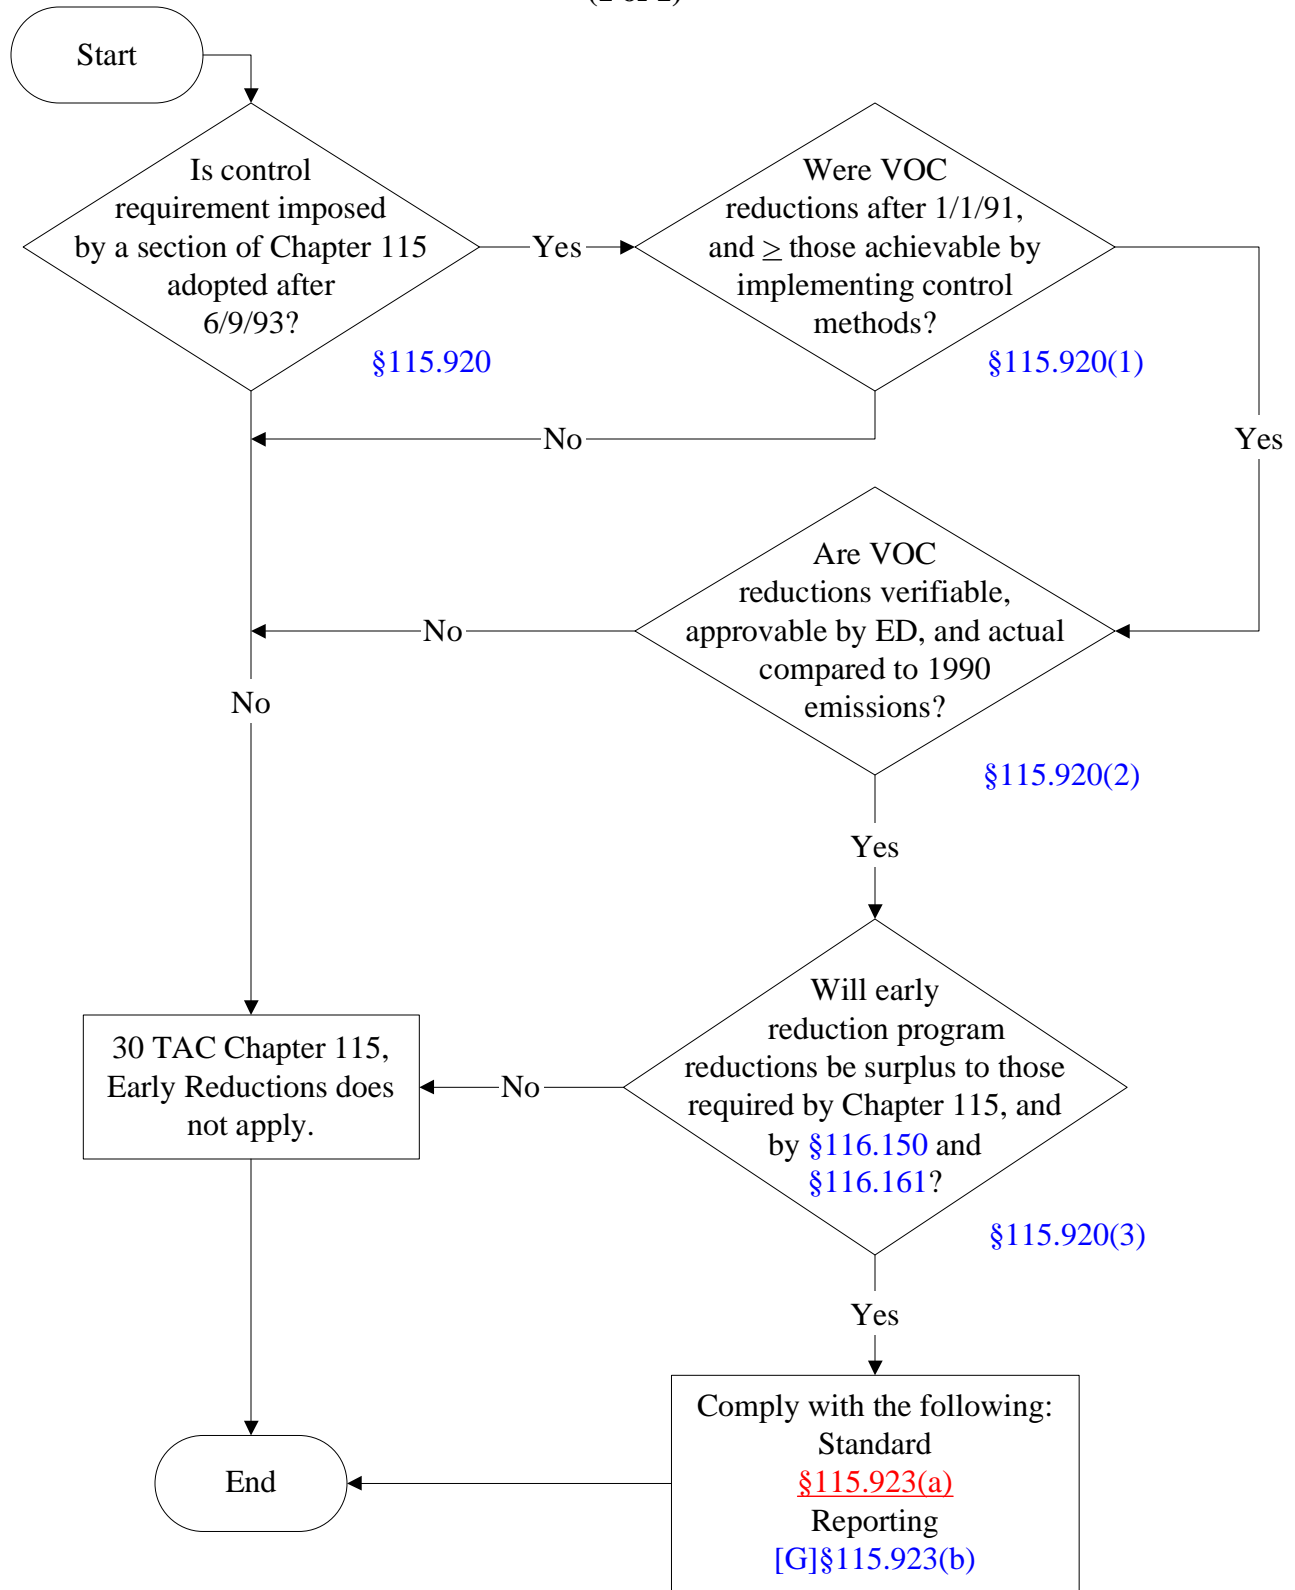 Start
Is control
requirement imposed
by a section of Chapter 115
adopted after
6/9/93?
§115.920
Yes
Were VOC
reductions after 1/1/91,
and ≥ those achievable by
implementing control
methods?
§115.920(1)
No
Yes
Are VOC
reductions verifiable,
approvable by ED, and actual
compared to 1990
emissions?
§115.920(2)
No
No
Yes
Will early
reduction program
reductions be surplus to those
required by Chapter 115, and
by §116.150 and
§116.161?
§115.920(3)
No
30 TAC Chapter 115,
Early Reductions does
not apply.
Yes
Comply with the following:
Standard
§115.923(a)
Reporting
[G]§115.923(b)
End